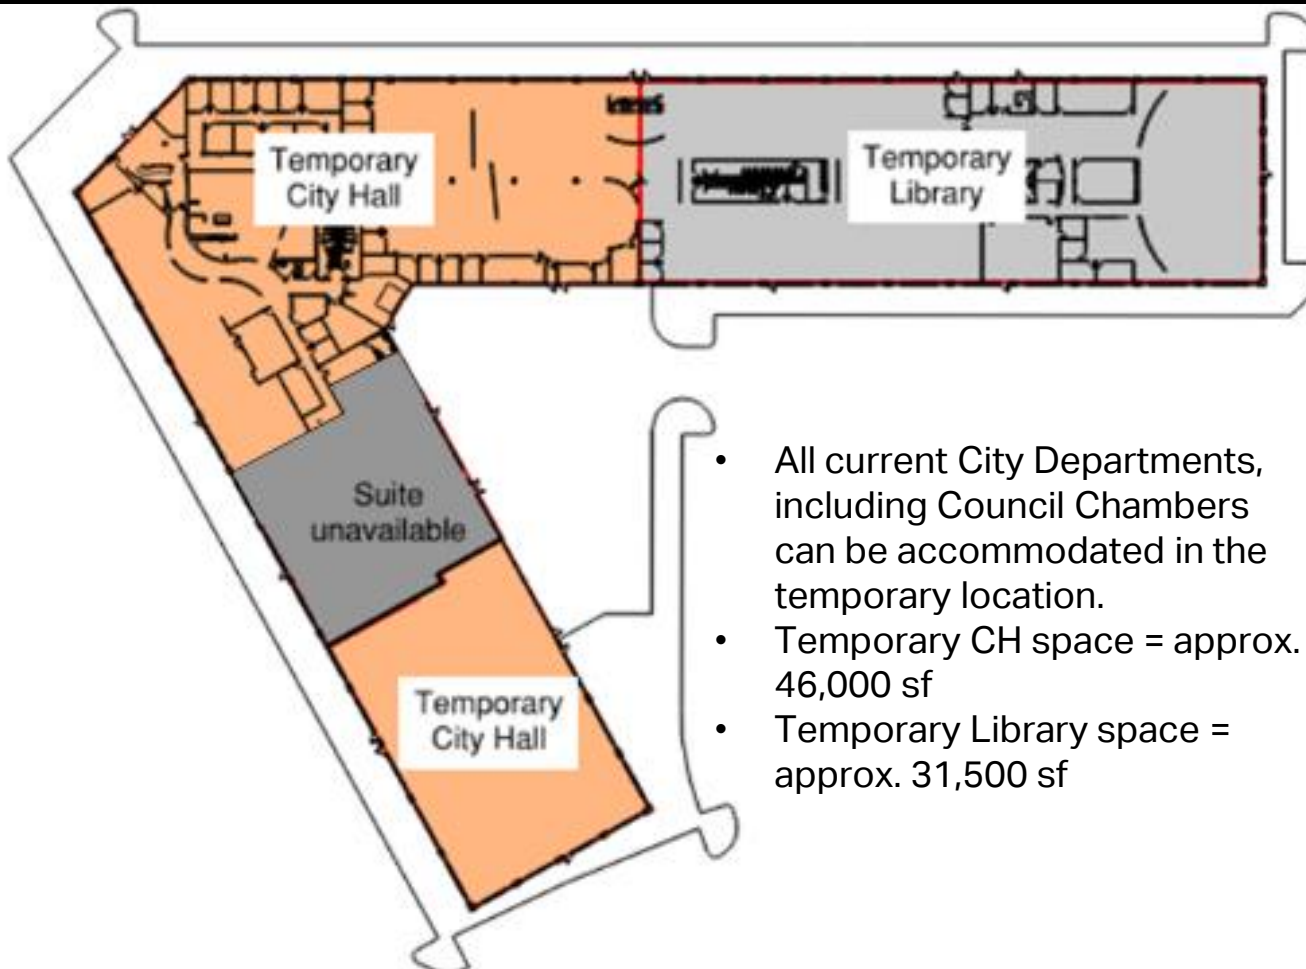 Temporary
City Hall
Temporary
Library
Suite
unavailable
Temporary
City Hall
• All current City Departments,
including Council Chambers
can be accommodated in the
temporary location.
• Temporary CH space = approx.
46,000 sf
• Temporary Library space =
approx. 31,500 sf